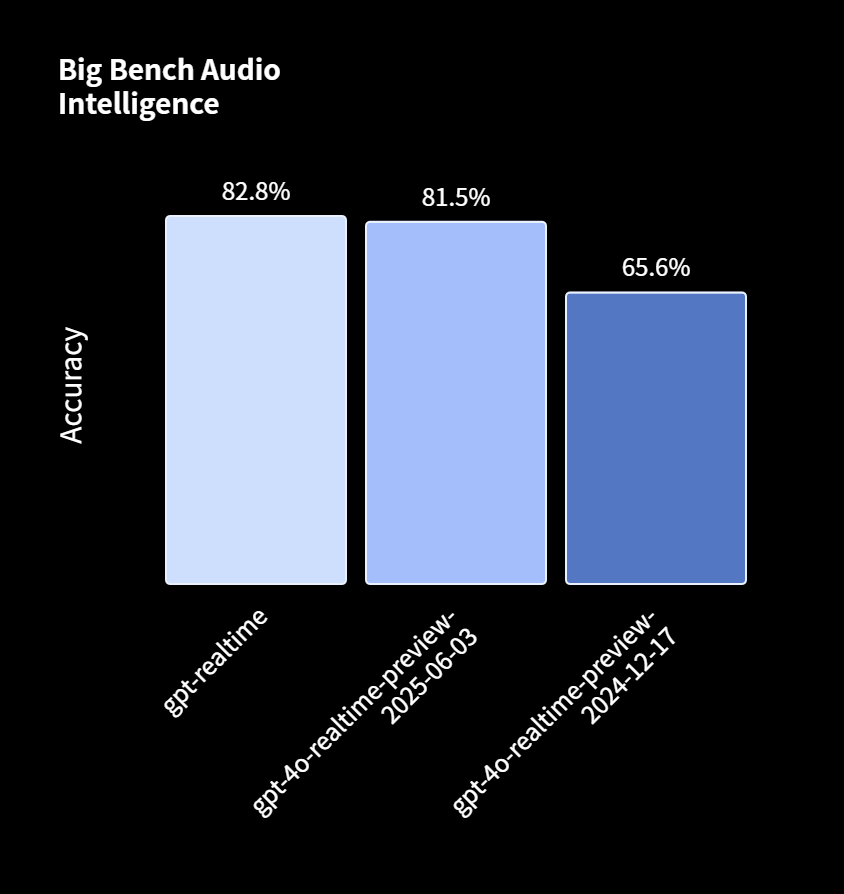 Big Bench Audio
Intelligence
82.8%
81.5%
65.6%
Accuracy
gpt-realtime
gpt-4o-realtime-preview-
2025-06-03
gpt-4o-realtime-preview-
2024-12-17